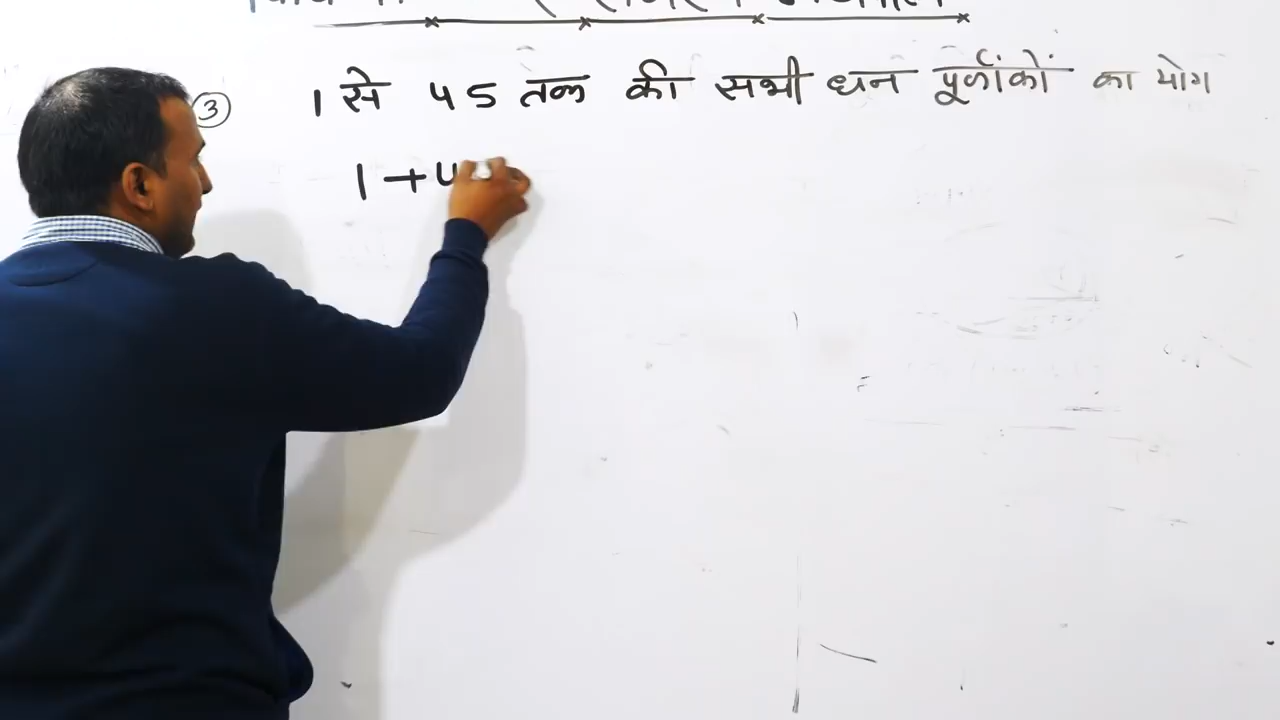 ③ 1 से 45 तक की सभी धन पूर्णांकों का योग
1 + 4